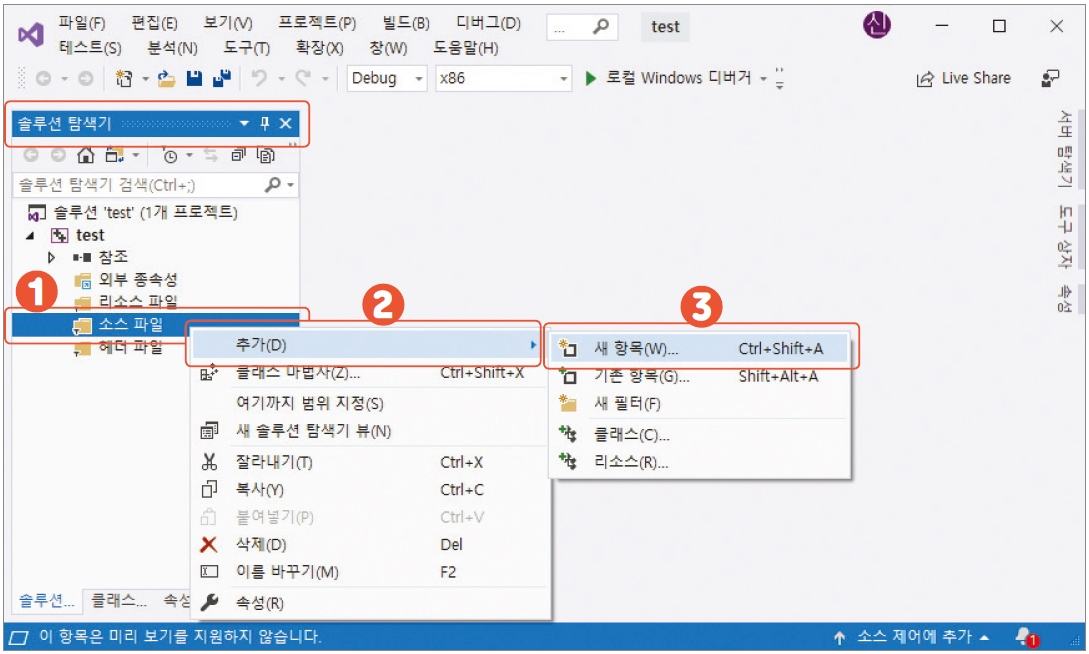 파일(F) 편집(E) 보기(V) 프로젝트(P) 빌드(B) 디버그(D) ... test 신
테스트(S) 분석(N) 도구(T) 확장(X) 창(W) 도움말(H)
Debug x86 로컬 Windows 디버거 Live Share
솔루션 탐색기
솔루션 탐색기 검색(Ctrl+;)
솔루션 'test' (1개 프로젝트)
test
참조
외부 종속성
리소스 파일
1
소스 파일
헤더 파일
2
추가(D)
클래스 마법사(Z)... Ctrl+Shift+X
여기까지 범위 지정(S)
새 솔루션 탐색기 뷰(N)
잘라내기(T) Ctrl+X
복사(Y) Ctrl+C
붙여넣기(P) Ctrl+V
삭제(D) Del
이름 바꾸기(M) F2
속성(R)
3
새 항목(W)... Ctrl+Shift+A
기존 항목(G)... Shift+Alt+A
새 필터(F)
클래스(C)...
리소스(R)...
서버 탐색기
도구 상자
속성
솔루션... 클래스... 속성
이 항목은 미리 보기를 지원하지 않습니다. 소스 제어에 추가 1